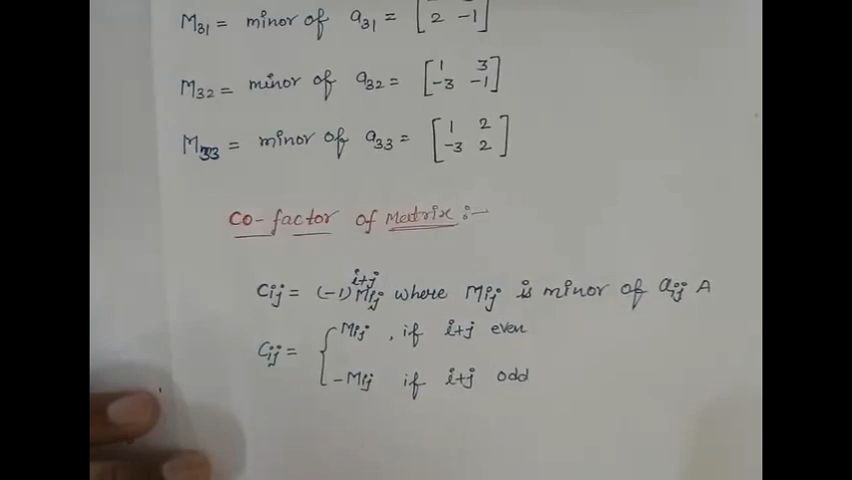 M31 = minor of a31 = [2 -1]
M32 = minor of a32 = [1 3
-3 -1]
M33 = minor of a33 = [1 2
-3 2]
Co-factor of Matrix :-
Cij = (-1)^i+j Mij where Mij is minor of aij A
Cij = { Mij , if i+j even
-Mij if i+j odd